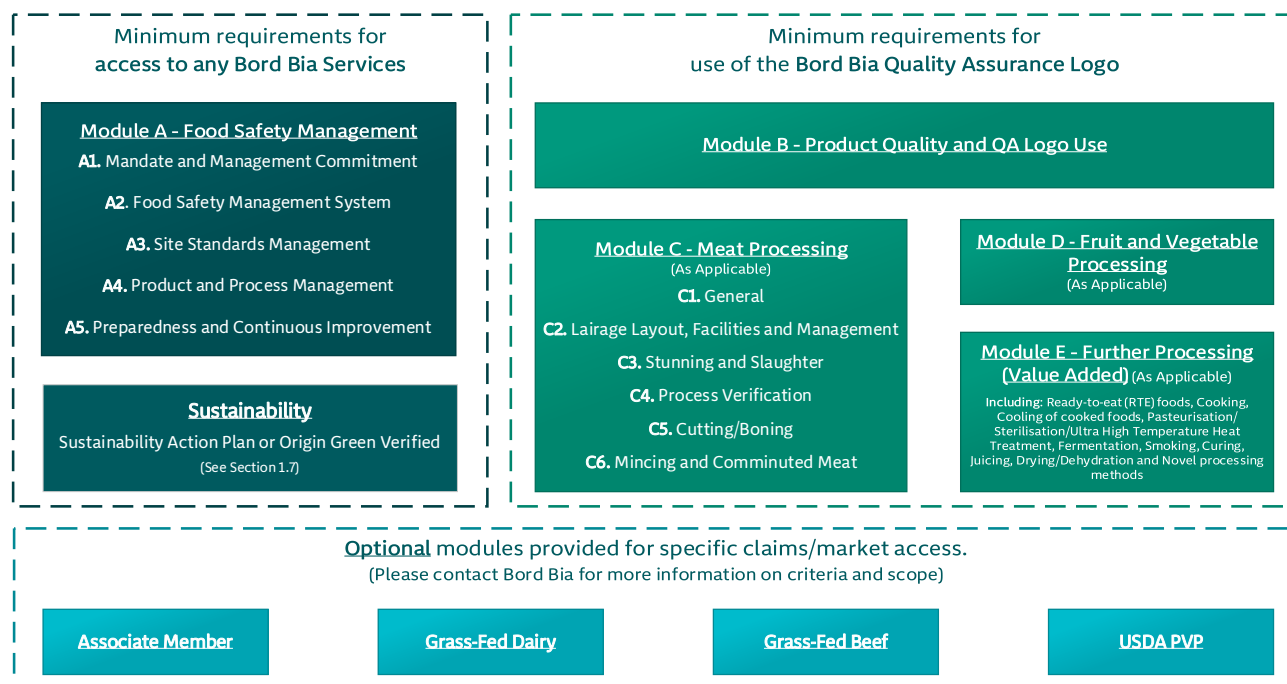 Minimum requirements for
access to any Bord Bia Services
Module A - Food Safety Management
A1. Mandate and Management Commitment
A2. Food Safety Management System
A3. Site Standards Management
A4. Product and Process Management
A5. Preparedness and Continuous Improvement
Sustainability
Sustainability Action Plan or Origin Green Verified
(See Section 1.7)
Minimum requirements for
use of the Bord Bia Quality Assurance Logo
Module B - Product Quality and QA Logo Use
Module C - Meat Processing
(As Applicable)
C1. General
C2. Lairage Layout, Facilities and Management
C3. Stunning and Slaughter
C4. Process Verification
C5. Cutting/Boning
C6. Mincing and Comminuted Meat
Module D - Fruit and Vegetable
Processing
(As Applicable)
Module E - Further Processing
(Value Added) (As Applicable)
Including: Ready-to-eat (RTE) foods, Cooking,
Cooling of cooked foods, Pasteurisation/
Sterilisation/Ultra High Temperature Heat
Treatment, Fermentation, Smoking, Curing,
Juicing, Drying/Dehydration and Novel processing
methods
Optional modules provided for specific claims/market access.
(Please contact Bord Bia for more information on criteria and scope)
Associate Member
Grass-Fed Dairy
Grass-Fed Beef
USDA PVP